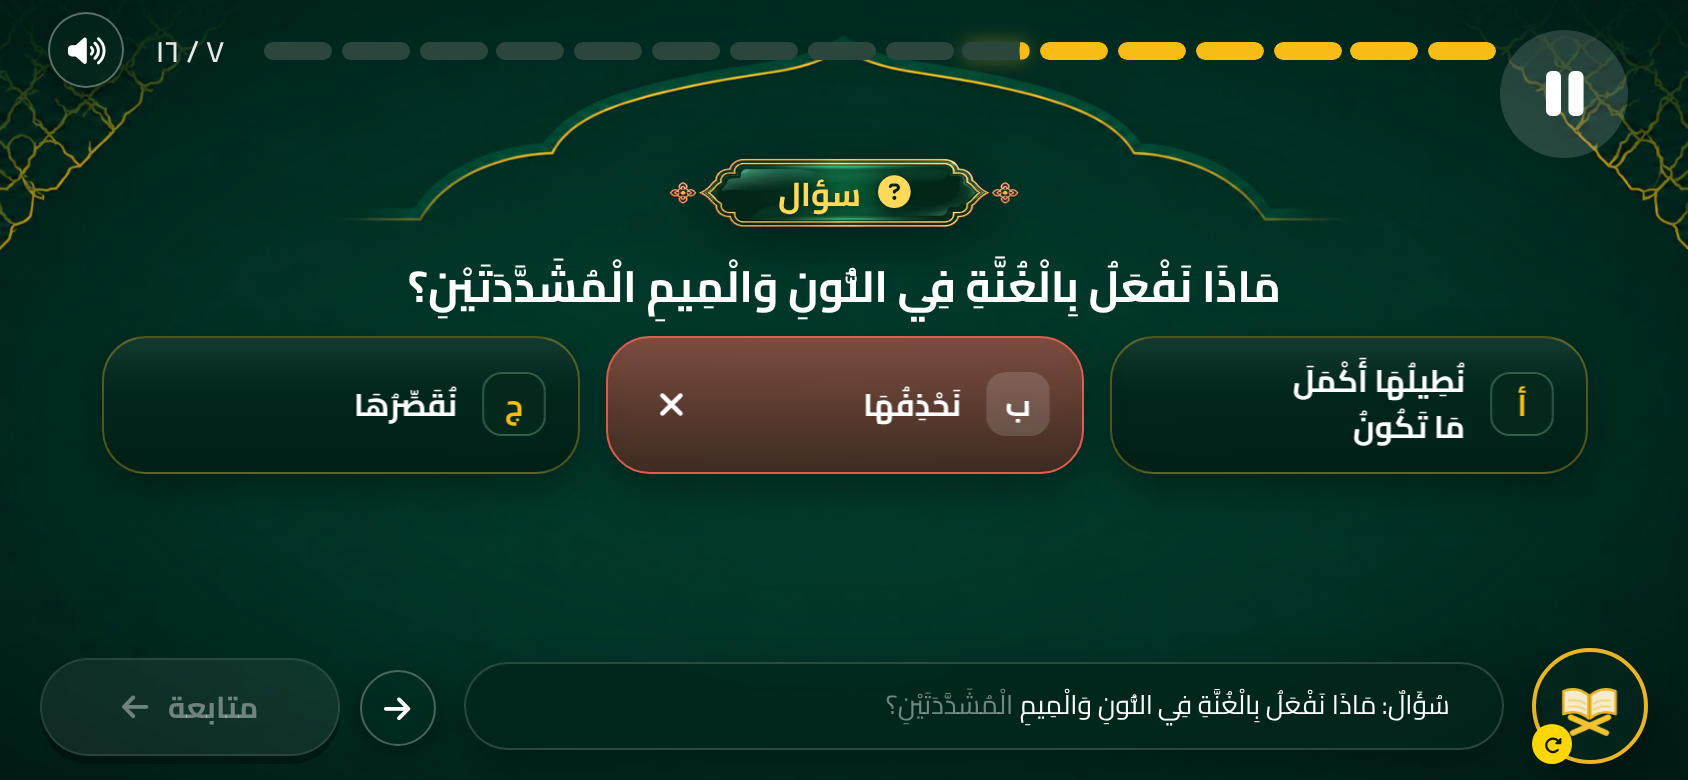 ٧ / ١٦
? سؤال
مَاذَا نَفْعَلُ بِالْغُنَّةِ فِي النُّونِ وَالْمِيمِ الْمُشَدَّدَتَيْنِ؟
أ
نُطِيلُهَا أَكْمَلَ
مَا تَكُونُ
ب
نَحْذِفُهَا
ج
نُقَصِّرُهَا
سُؤَالٌ: مَاذَا نَفْعَلُ بِالْغُنَّةِ فِي النُّونِ وَالْمِيمِ الْمُشَدَّدَتَيْنِ؟
متابعة